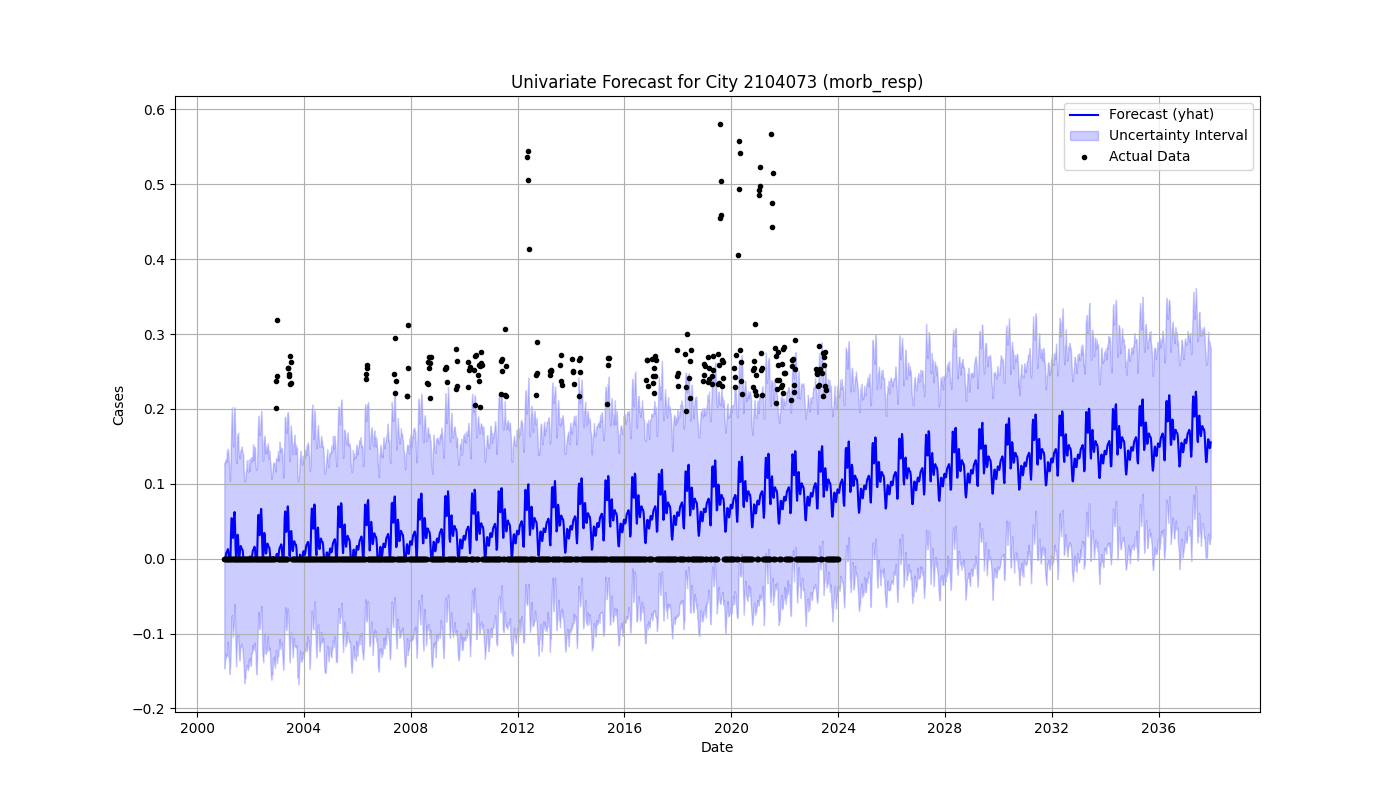 Univariate Forecast for City 2104073 (morb_resp)
Forecast (yhat)
Uncertainty Interval
Actual Data
Cases
0.6
0.5
0.4
0.3
0.2
0.1
0.0
−0.1
−0.2
2000 2004 2008 2012 2016 2020 2024 2028 2032 2036
Date